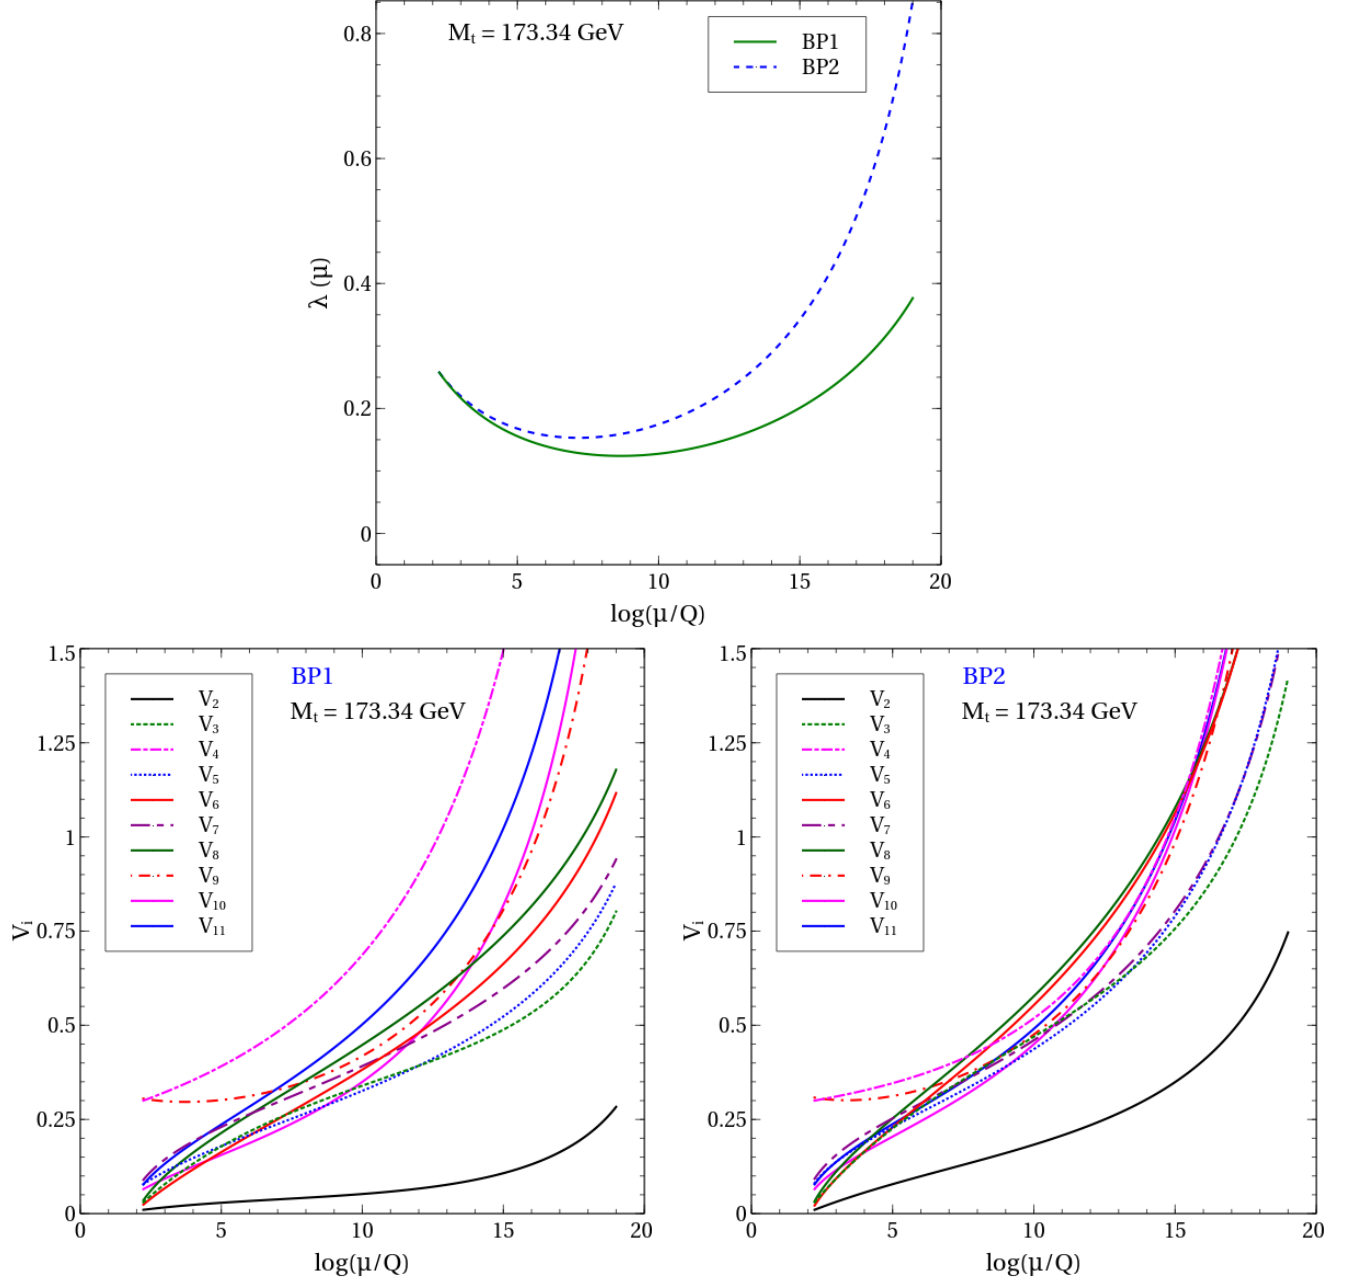 M_t = 173.34 GeV
BP1
BP2
0.8
0.6
0.4
0.2
0
λ (μ)
0 5 10 15 20
log(μ/Q)
BP1
M_t = 173.34 GeV
V_2
V_3
V_4
V_5
V_6
V_7
V_8
V_9
V_10
V_11
1.5
1.25
1
0.75
0.5
0.25
0
V_i
0 5 10 15 20
log(μ/Q)
BP2
M_t = 173.34 GeV
V_2
V_3
V_4
V_5
V_6
V_7
V_8
V_9
V_10
V_11
1.5
1.25
1
0.75
0.5
0.25
0
V_i
0 5 10 15 20
log(μ/Q)